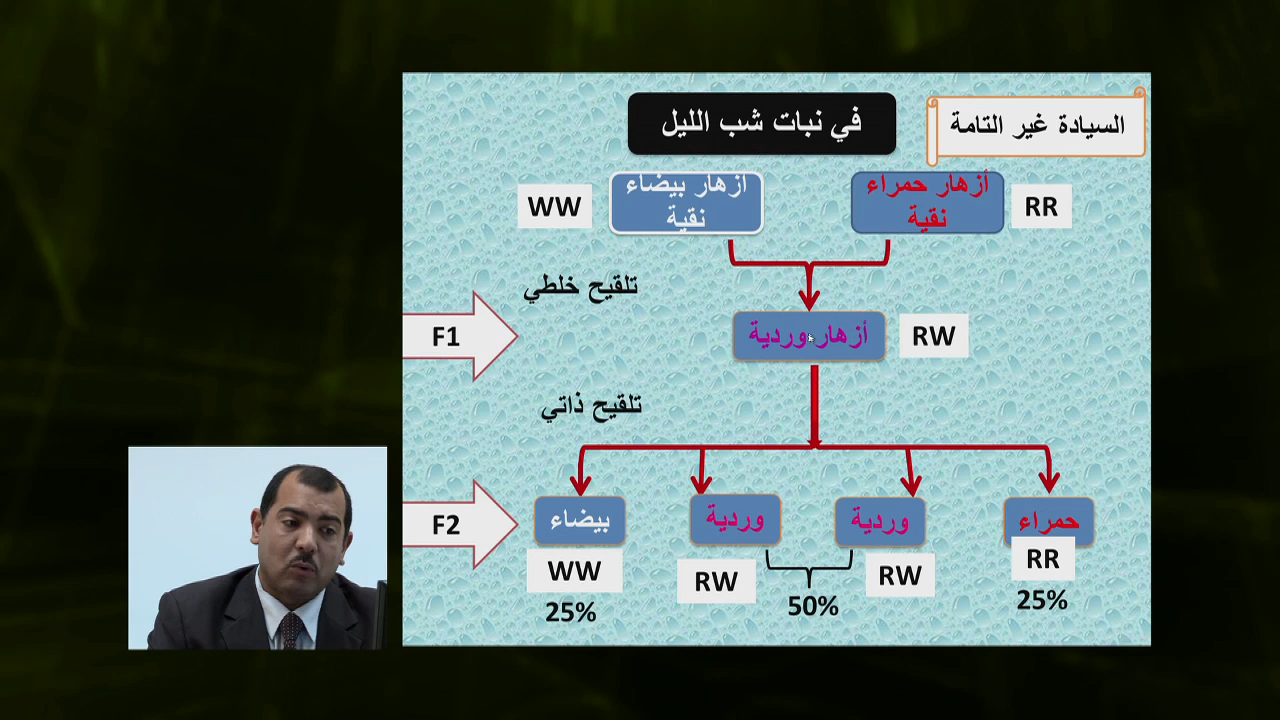 السيادة غير التامة
في نبات شب الليل
RR
أزهار حمراء
نقية
ازهار بيضاء
نقية
WW
تلقيح خلطي
RW
أزهار وردية
F1
تلقيح ذاتي
F2
حمراء
وردية
وردية
بيضاء
RR
RW
RW
WW
25%
50%
25%